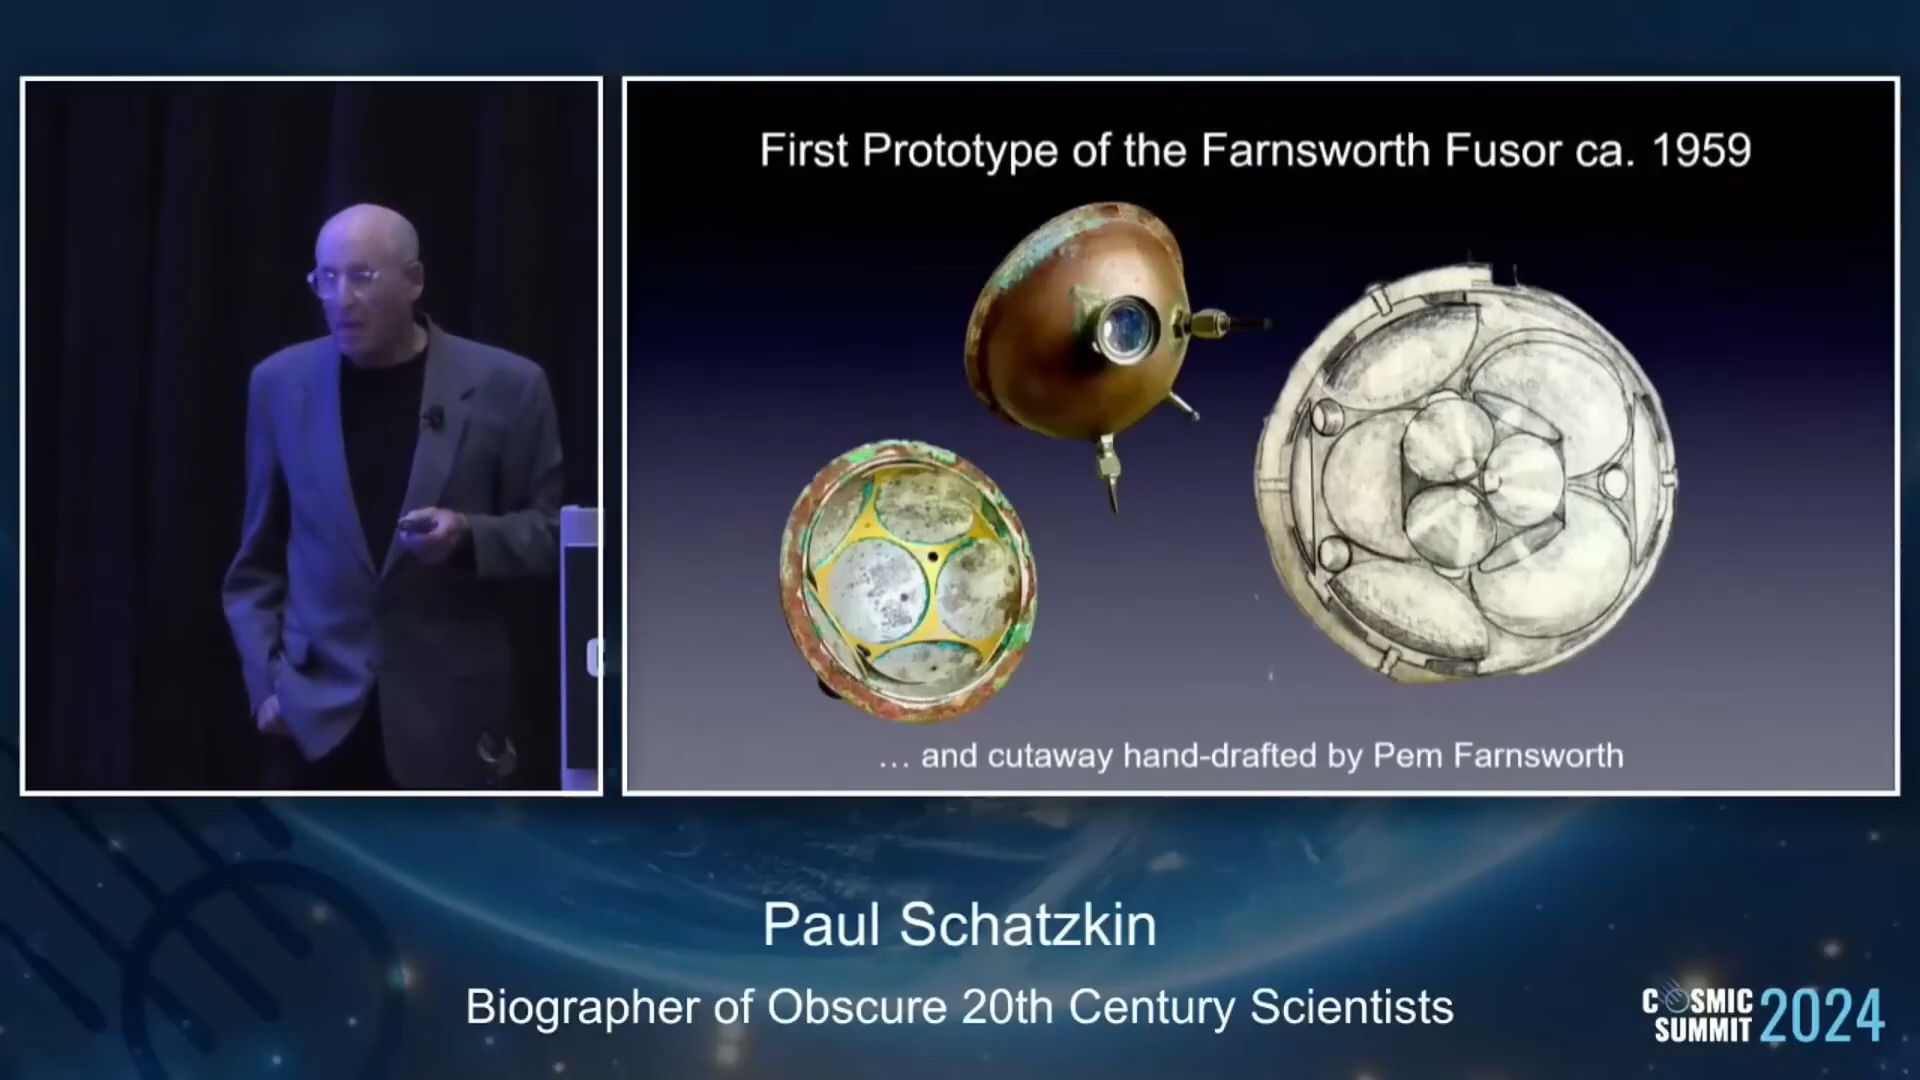 First Prototype of the Farnsworth Fusor ca. 1959
… and cutaway hand-drafted by Pem Farnsworth
Paul Schatzkin
Biographer of Obscure 20th Century Scientists
COSMIC
SUMMIT 2024